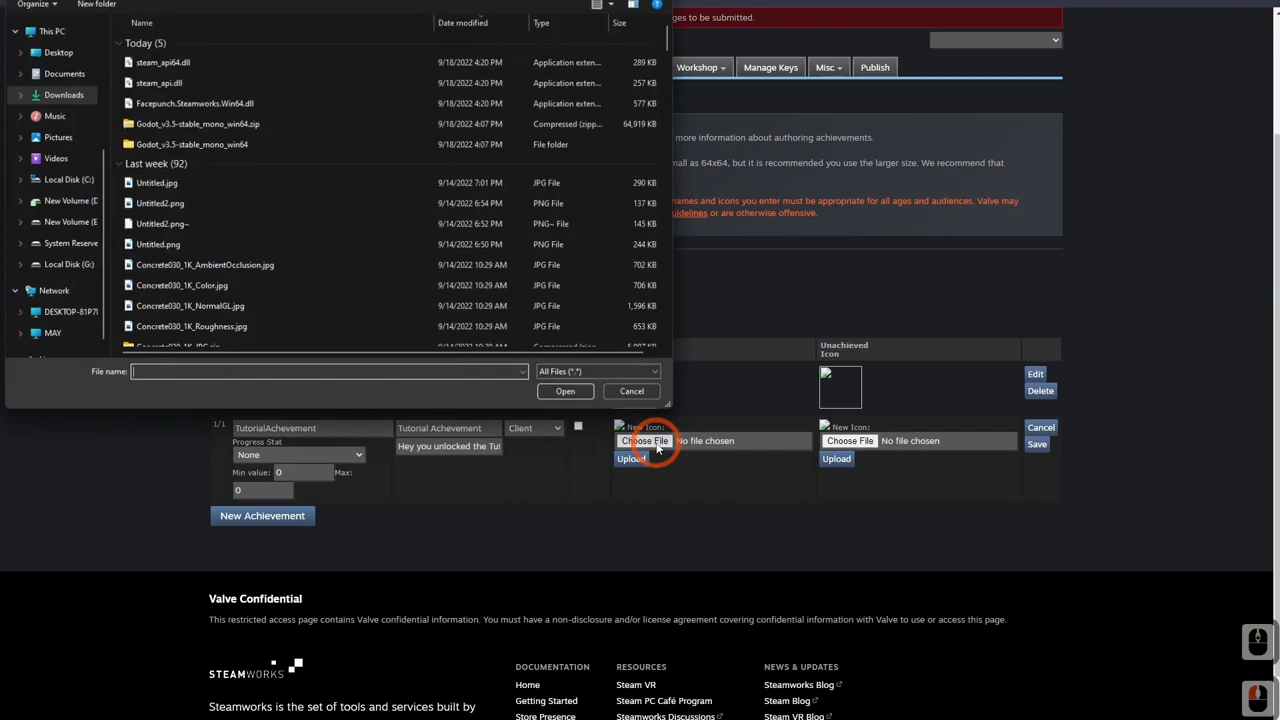 Organize
New folder
ges to be submitted.
Name
Date modified
Type
Size
This PC
Desktop
Documents
Downloads
Music
Pictures
Videos
Local Disk (C:)
New Volume (D
New Volume (E
System Reserve
Local Disk (G:)
Network
DESKTOP-81P7I
MAY
Today (5)
steam_api64.dll 9/18/2022 4:20 PM Application exten... 289 KB
steam_api.dll 9/18/2022 4:20 PM Application exten... 257 KB
Facepunch.Steamworks.Win64.dll 9/18/2022 4:20 PM Application exten... 577 KB
Godot_v3.5-stable_mono_win64.zip 9/18/2022 4:07 PM Compressed (zipp... 64,919 KB
Godot_v3.5-stable_mono_win64 9/18/2022 4:07 PM File folder
Last week (92)
Untitled.jpg 9/14/2022 7:01 PM JPG File 290 KB
Untitled2.png 9/14/2022 6:54 PM PNG File 137 KB
Untitled2.png~ 9/14/2022 6:52 PM PNG~ File 145 KB
Untitled.png 9/14/2022 6:50 PM PNG File 244 KB
Concrete030_1K_AmbientOcclusion.jpg 9/14/2022 10:29 AM JPG File 702 KB
Concrete030_1K_Color.jpg 9/14/2022 10:29 AM JPG File 706 KB
Concrete030_1K_NormalGL.jpg 9/14/2022 10:29 AM JPG File 1,596 KB
Concrete030_1K_Roughness.jpg 9/14/2022 10:29 AM JPG File 653 KB
File name:
All Files (*.*)
Open
Cancel
Workshop
Manage Keys
Misc
Publish
more information about authoring achievements.
mall as 64x64, but it is recommended you use the larger size. We recommend that
names and icons you enter must be appropriate for all ages and audiences. Valve may
uidelines or are otherwise offensive.
Unachieved
Icon
Edit
Delete
1/1 TutorialAchevement Tutorial Achevement Client
Progress Stat
None
Hey you unlocked the Tut
Min value: 0 Max:
0
New Icon:
Choose File No file chosen
Upload
New Icon:
Choose File No file chosen
Upload
Cancel
Save
New Achievement
Valve Confidential
This restricted access page contains Valve confidential information. You must have a non-disclosure and/or license agreement covering confidential information with Valve to use or access this page.
STEAMWORKS
Steamworks is the set of tools and services built by
DOCUMENTATION
Home
Getting Started
Store Presence
RESOURCES
Steam VR
Steam PC Café Program
Steamworks Discussions
NEWS & UPDATES
Steamworks Blog
Steam Blog
Steam VR Blog